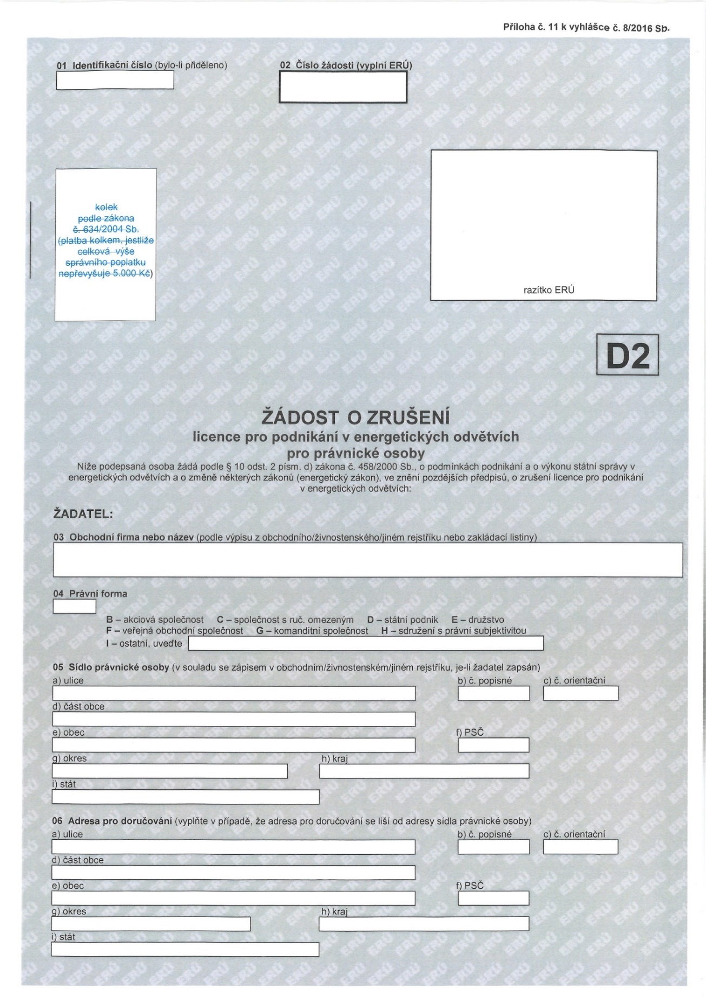 Příloha č. 11 k vyhlášce č. 8/2016 Sb.
01 Identifikační číslo (bylo-li přiděleno)
02 Číslo žádosti (vyplní ERÚ)
kolek
podle zákona
č. 634/2004 Sb.
(platba kolkem, jestliže
celková výše
správního poplatku
nepřevyšuje 5.000 Kč)
razítko ERÚ
D2
ŽÁDOST O ZRUŠENÍ
licence pro podnikání v energetických odvětvích
pro právnické osoby
Níže podepsaná osoba žádá podle § 10 odst. 2 písm. d) zákona č. 458/2000 Sb., o podmínkách podnikání a o výkonu státní správy v
energetických odvětvích a o změně některých zákonů (energetický zákon), ve znění pozdějších předpisů, o zrušení licence pro podnikání
v energetických odvětvích:
ŽADATEL:
03 Obchodní firma nebo název (podle výpisu z obchodního/živnostenského/jiném rejstříku nebo zakládací listiny)
04 Právní forma
B – akciová společnost C – společnost s ruč. omezeným D – státní podnik E – družstvo
F – veřejná obchodní společnost G – komanditní společnost H – sdružení s právní subjektivitou
I – ostatní, uveďte
05 Sídlo právnické osoby (v souladu se zápisem v obchodním/živnostenském/jiném rejstříku, je-li žadatel zapsán)
a) ulice b) č. popisné c) č. orientační
d) část obce
e) obec f) PSČ
g) okres h) kraj
i) stát
06 Adresa pro doručování (vyplňte v případě, že adresa pro doručování se liší od adresy sídla právnické osoby)
a) ulice b) č. popisné c) č. orientační
d) část obce
e) obec f) PSČ
g) okres h) kraj
i) stát